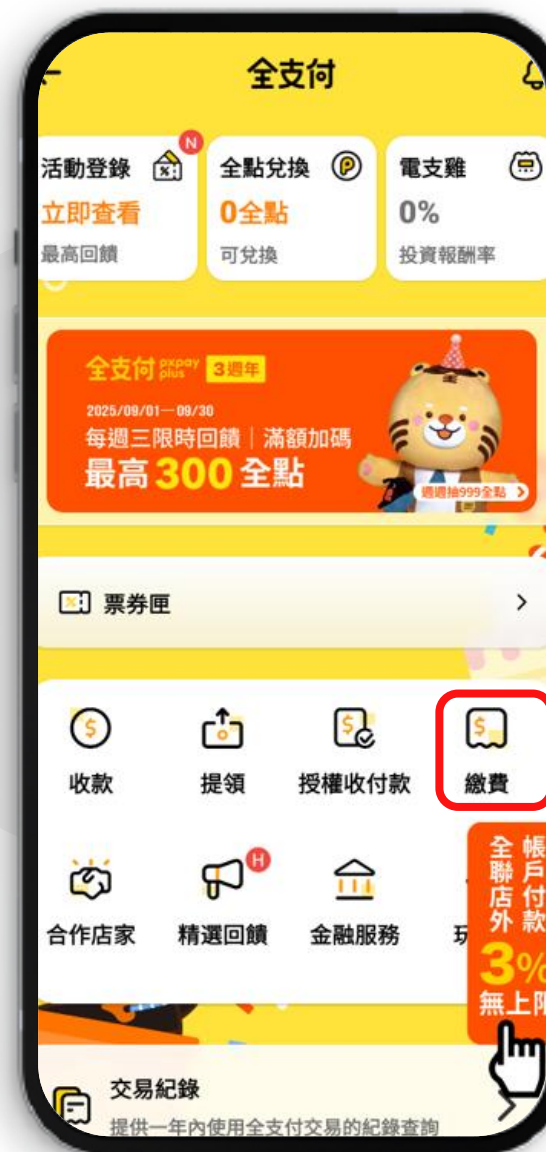 全支付
活動登錄
N
立即查看
最高回饋
全點兌換
P
0全點
可兌換
電支雞
0%
投資報酬率
全支付 pxpay plus 3週年
2025/09/01—09/30
每週三限時回饋｜滿額加碼
最高300全點
週週抽999全點
票券匣
收款
提領
授權收付款
繳費
合作店家
精選回饋
H
金融服務
玩
帳戶付款
全聯店外
3%
無上限
交易紀錄
提供一年內使用全支付交易的紀錄查詢